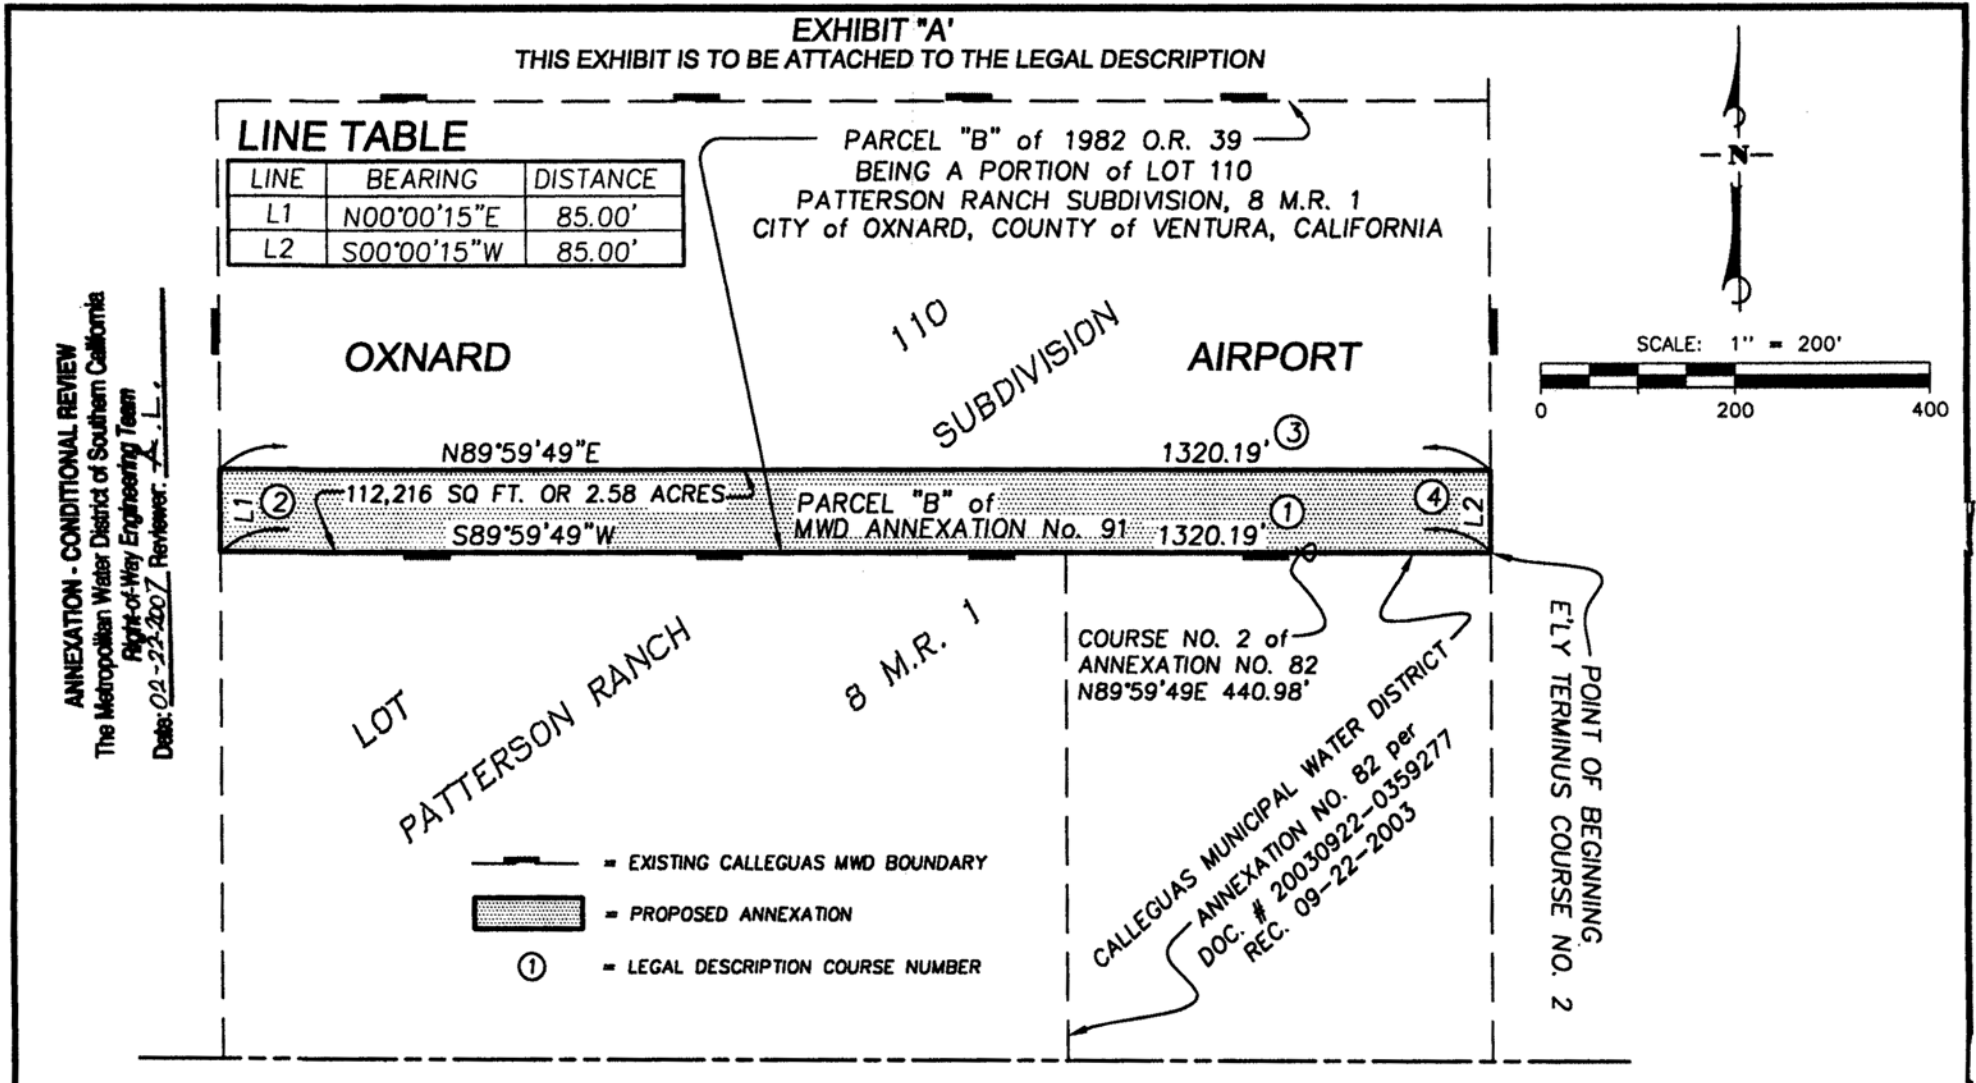 EXHIBIT "A'
THIS EXHIBIT IS TO BE ATTACHED TO THE LEGAL DESCRIPTION
LINE TABLE
LINE BEARING DISTANCE
L1 N00°00'15"E 85.00'
L2 S00°00'15"W 85.00'
PARCEL "B" of 1982 O.R. 39
BEING A PORTION of LOT 110
PATTERSON RANCH SUBDIVISION, 8 M.R. 1
CITY of OXNARD, COUNTY of VENTURA, CALIFORNIA
N
SCALE: 1" = 200'
0 200 400
ANNEXATION - CONDITIONAL REVIEW
The Metropolitan Water District of Southern California
Right-of-Way Engineering Team
Date: 02-22-2007 Reviewer: A.L.
OXNARD
110
SUBDIVISION
AIRPORT
N89°59'49"E
1320.19' 3
L1
2
112,216 SQ FT. OR 2.58 ACRES
S89°59'49"W
PARCEL "B" of
MWD ANNEXATION No. 91
1320.19'
1
4
L2
COURSE NO. 2 of
ANNEXATION NO. 82
N89°59'49E 440.98'
LOT
PATTERSON RANCH
8 M.R. 1
CALLEGUAS MUNICIPAL WATER DISTRICT
ANNEXATION NO. 82 per
DOC. # 20030922-0359277
REC. 09-22-2003
POINT OF BEGINNING
E'LY TERMINUS COURSE NO. 2
= EXISTING CALLEGUAS MWD BOUNDARY
= PROPOSED ANNEXATION
1 = LEGAL DESCRIPTION COURSE NUMBER